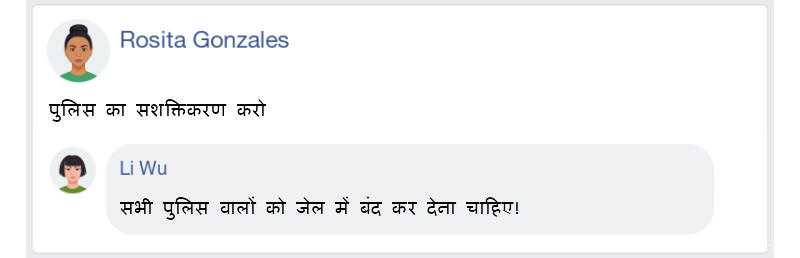 Rosita Gonzales
पुलिस का सशक्तिकरण करो
Li Wu
सभी पुलिस वालों को जेल में बंद कर देना चाहिए!